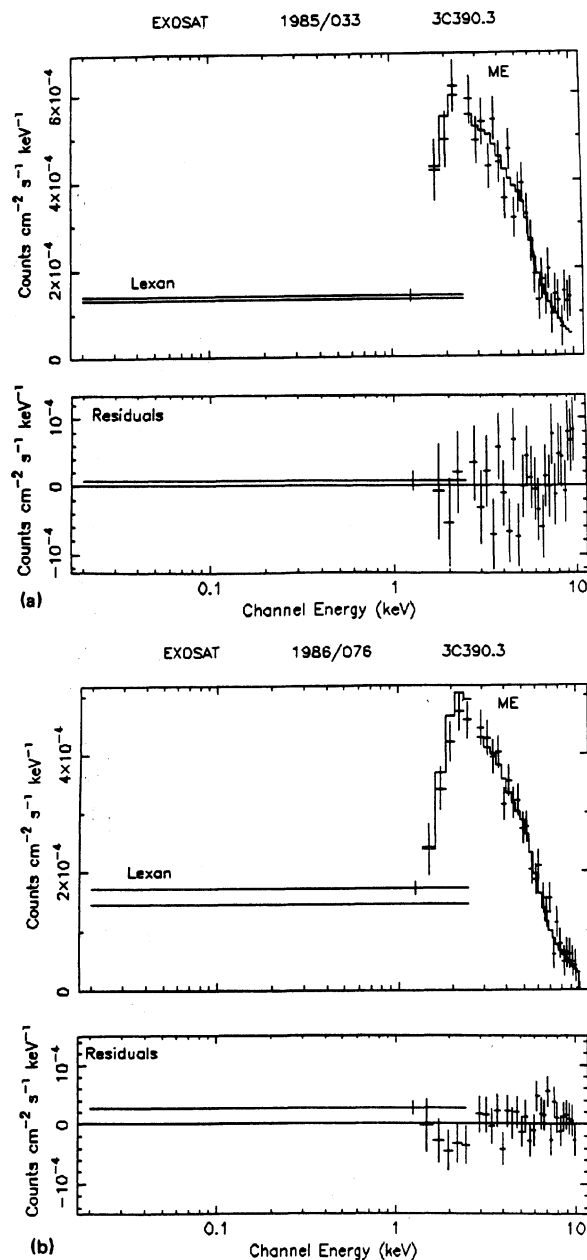 EXOSAT 1985/033 3C390.3
ME
6×10⁻⁴
4×10⁻⁴
2×10⁻⁴
0
Counts cm⁻² s⁻¹ keV⁻¹
Lexan
Residuals
10⁻⁴
0
−10⁻⁴
Counts cm⁻² s⁻¹ keV⁻¹
0.1 1 10
(a) Channel Energy (keV)
EXOSAT 1986/076 3C390.3
ME
4×10⁻⁴
2×10⁻⁴
0
Counts cm⁻² s⁻¹ keV⁻¹
Lexan
Residuals
10⁻⁴
0
−10⁻⁴
Counts cm⁻² s⁻¹ keV⁻¹
0.1 1 10
(b) Channel Energy (keV)